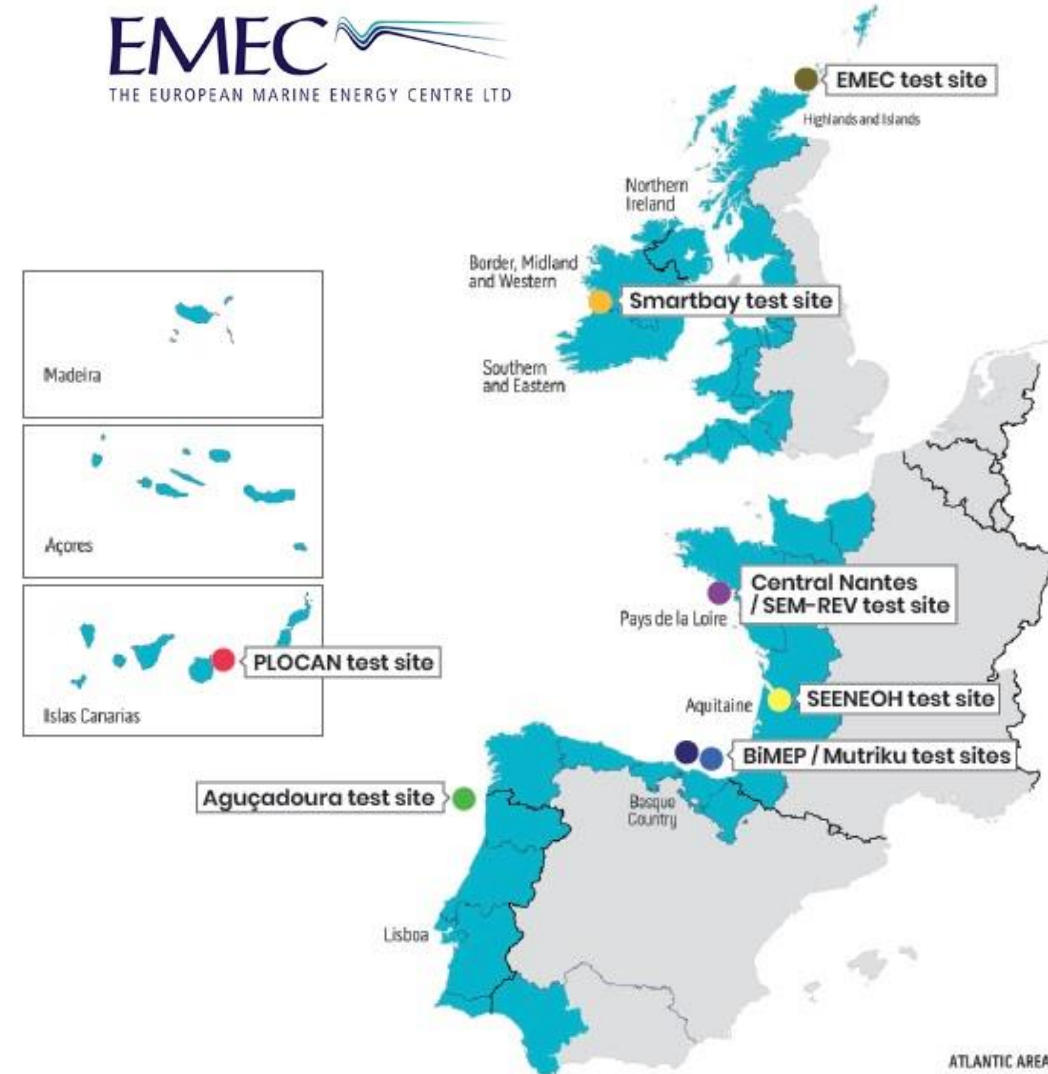 EMEC
THE EUROPEAN MARINE ENERGY CENTRE LTD
EMEC test site
Highlands and Islands
Northern
Ireland
Border, Midland
and Western
Smartbay test site
Southern
and Eastern
Madeira
Açores
Islas Canarias
PLOCAN test site
Central Nantes
/ SEM-REV test site
Pays de la Loire
Aquitaine
SEENEOH test site
BiMEP / Mutriku test sites
Aguçadoura test site
Basque
Country
Lisboa
ATLANTIC AREA